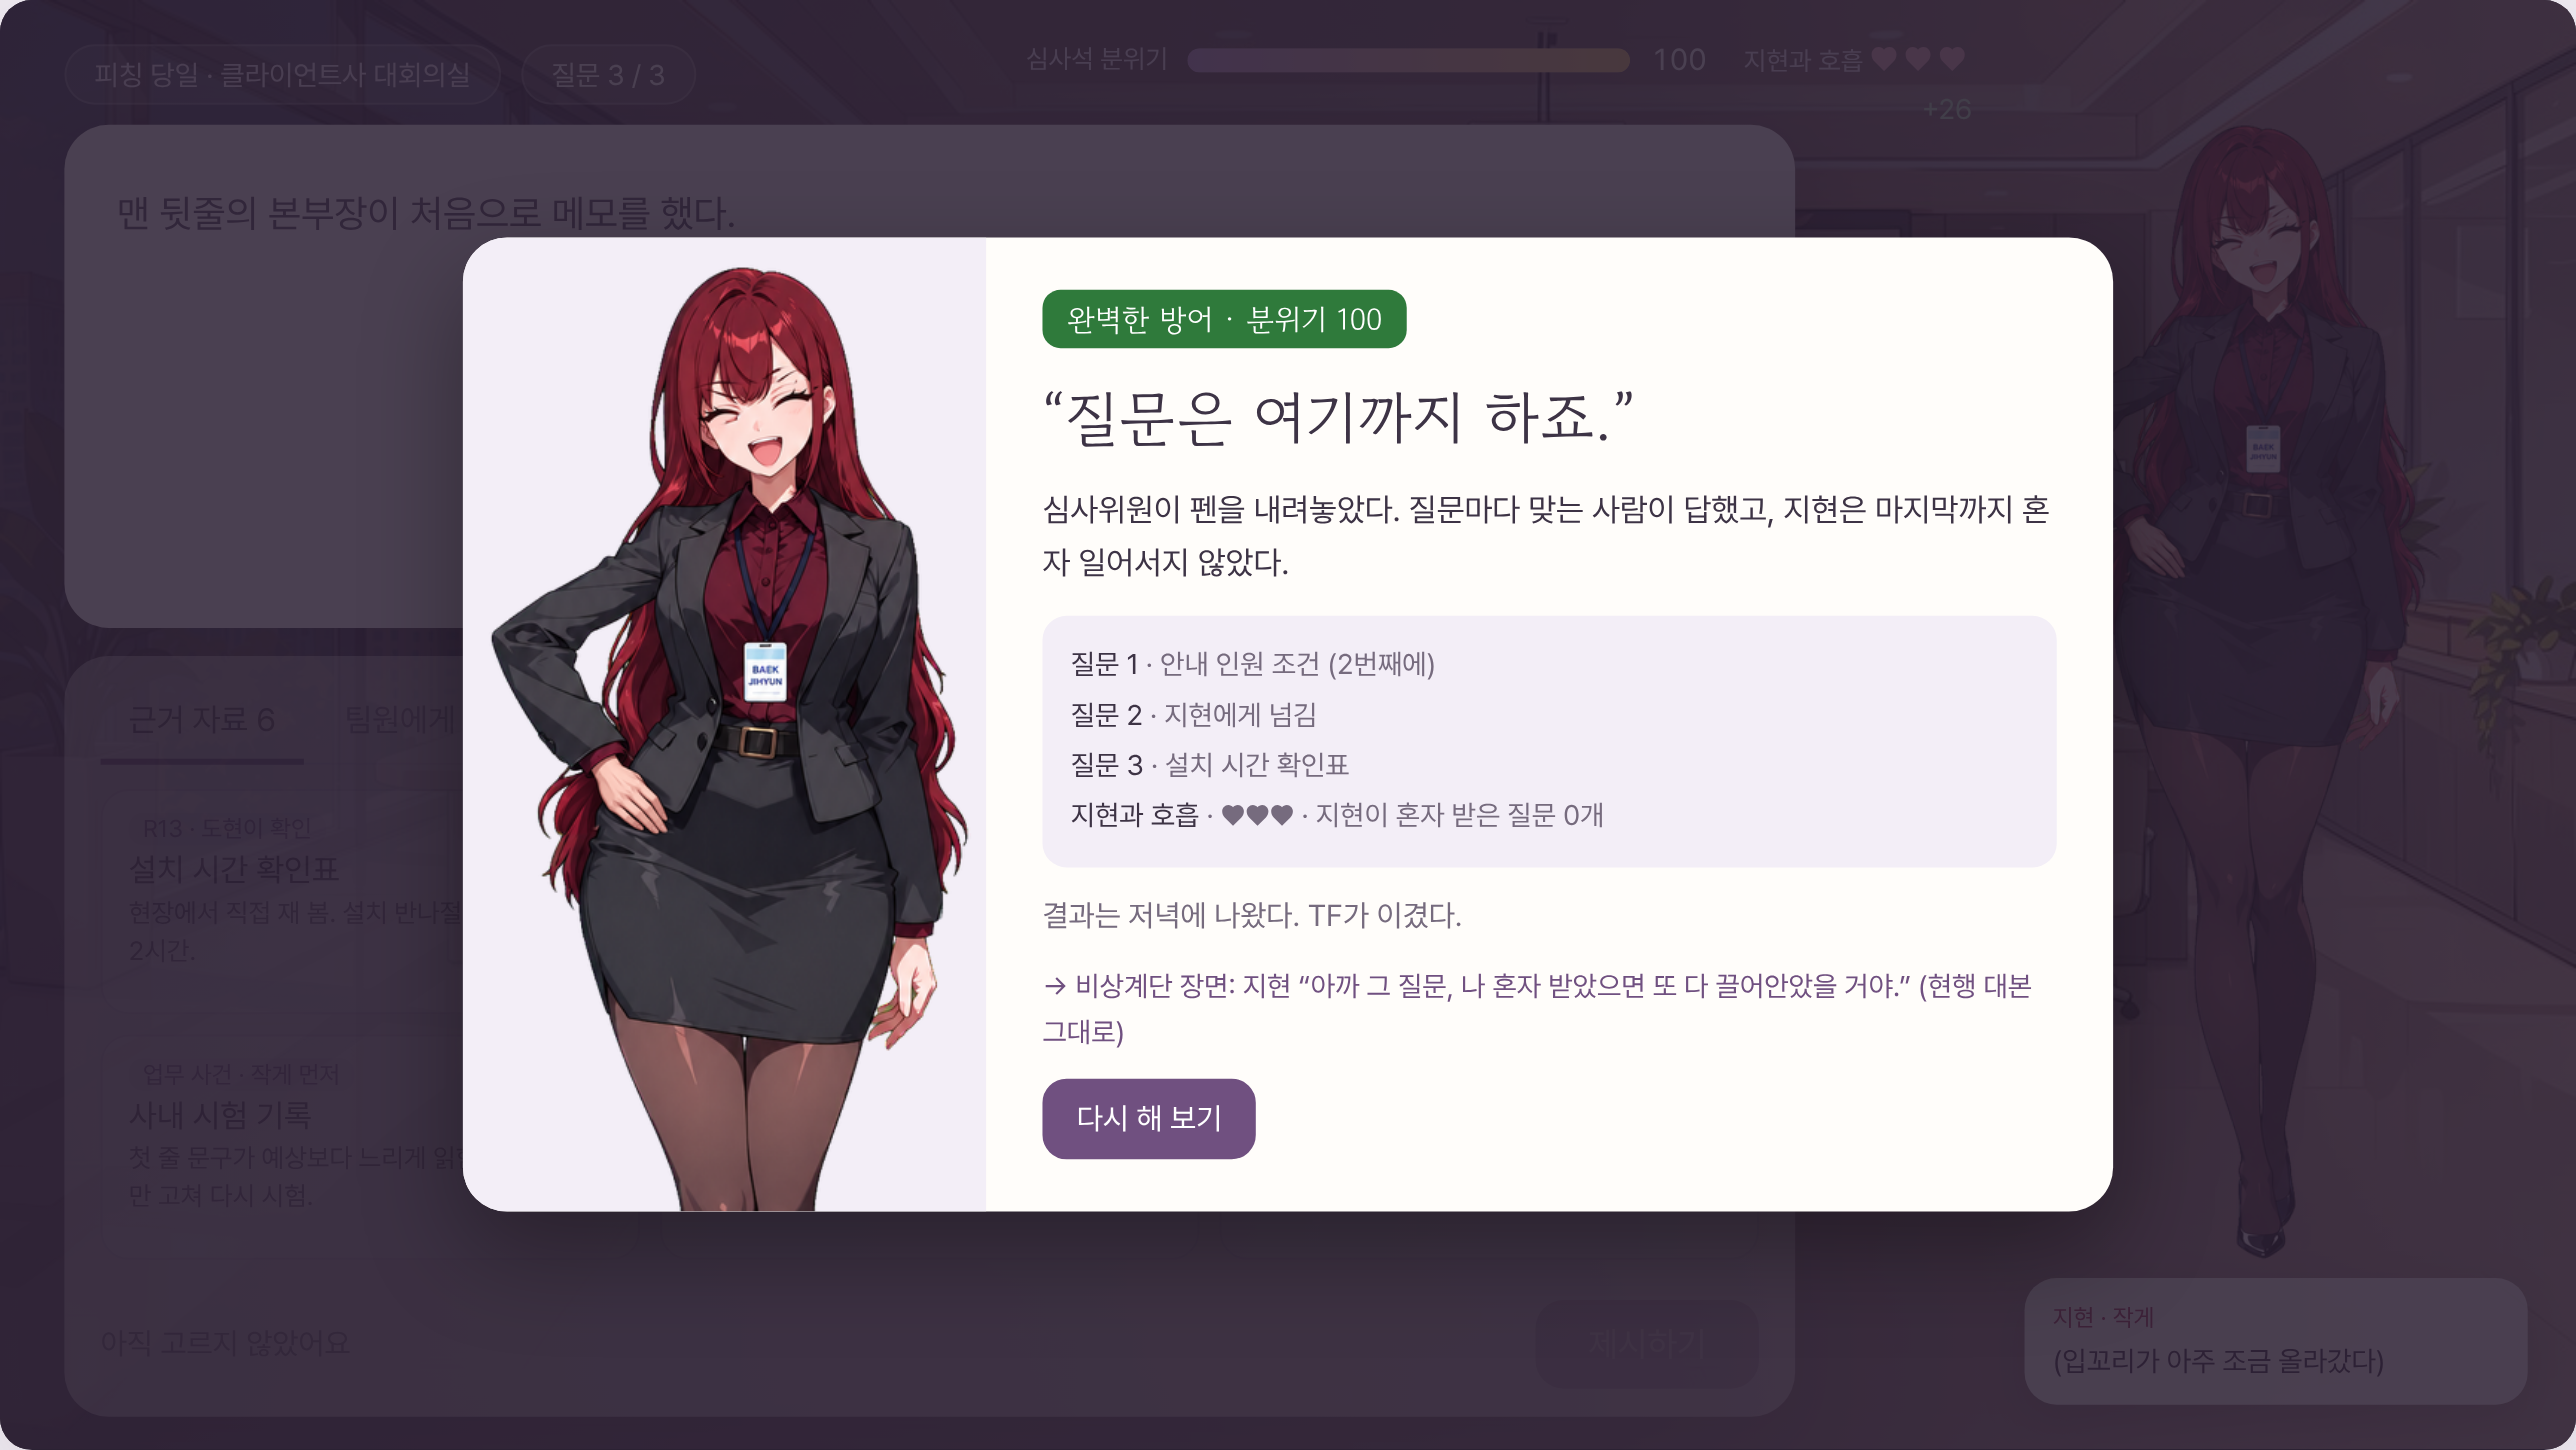 피칭 당일 · 클라이언트사 대회의실
질문 3 / 3
심사석 분위기
100
지현과 호흡 ♥ ♥ ♥
+26
맨 뒷줄의 본부장이 처음으로 메모를 했다.
완벽한 방어 · 분위기 100
“질문은 여기까지 하죠.”
심사위원이 펜을 내려놓았다. 질문마다 맞는 사람이 답했고, 지현은 마지막까지 혼
자 일어서지 않았다.
질문 1 · 안내 인원 조건 (2번째에)
질문 2 · 지현에게 넘김
질문 3 · 설치 시간 확인표
지현과 호흡 · ♥♥♥ · 지현이 혼자 받은 질문 0개
결과는 저녁에 나왔다. TF가 이겼다.
→ 비상계단 장면: 지현 “아까 그 질문, 나 혼자 받았으면 또 다 끌어안았을 거야.” (현행 대본
그대로)
다시 해 보기
BAEK
JIHYUN
근거 자료 6
팀원에게
R13 · 도현이 확인
설치 시간 확인표
현장에서 직접 재 봄. 설치 반나절
2시간.
업무 사건 · 작게 먼저
사내 시험 기록
첫 줄 문구가 예상보다 느리게
만 고쳐 다시 시험.
아직 고르지 않았어요
제시하기
BAEK
JIHYUN
지현 · 작게
(입꼬리가 아주 조금 올라갔다)